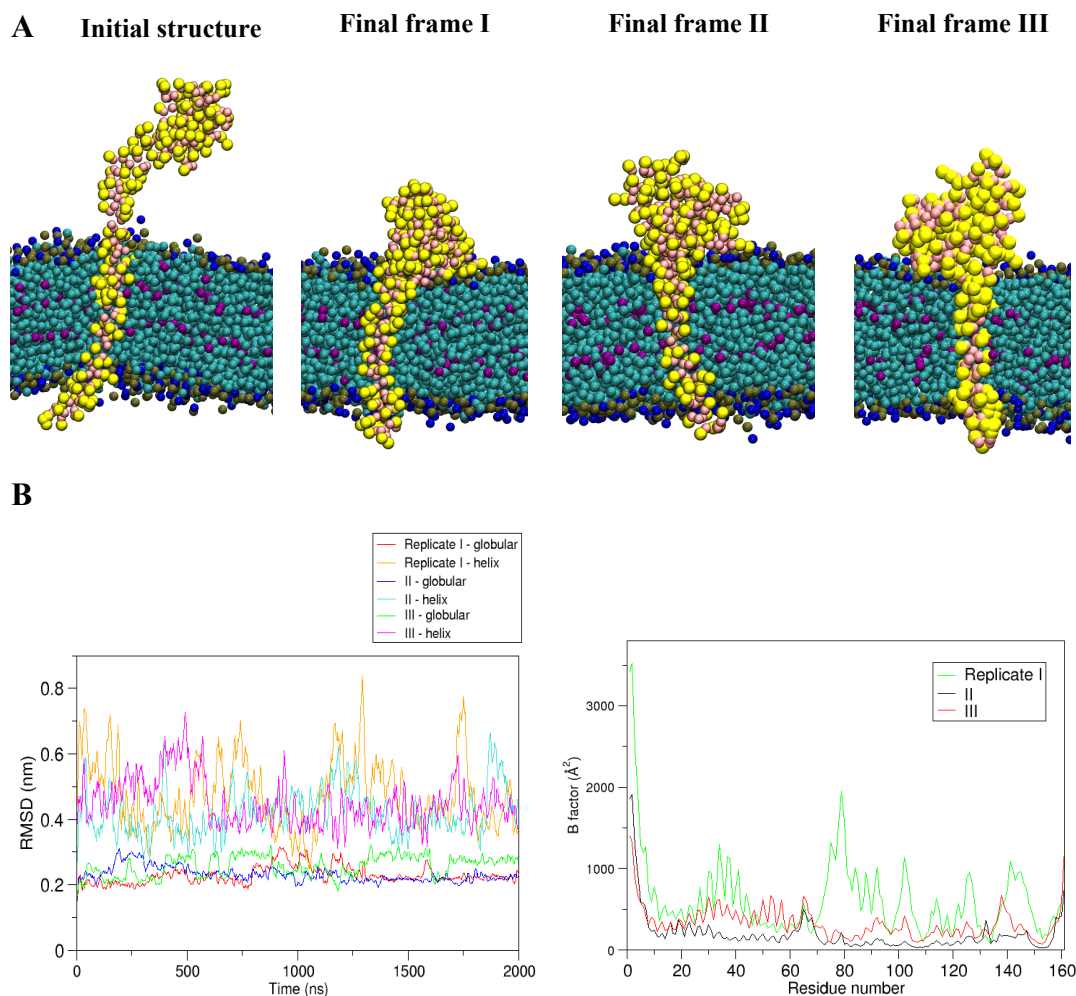 A
Initial structure
Final frame I
Final frame II
Final frame III
B
Replicate I - globular
Replicate I - helix
II - globular
II - helix
III - globular
III - helix
0.8
0.6
0.4
0.2
0
RMSD (nm)
0
500
1000
1500
2000
Time (ns)
Replicate I
II
III
3000
2000
1000
0
B factor (Å²)
0
20
40
60
80
100
120
140
160
Residue number